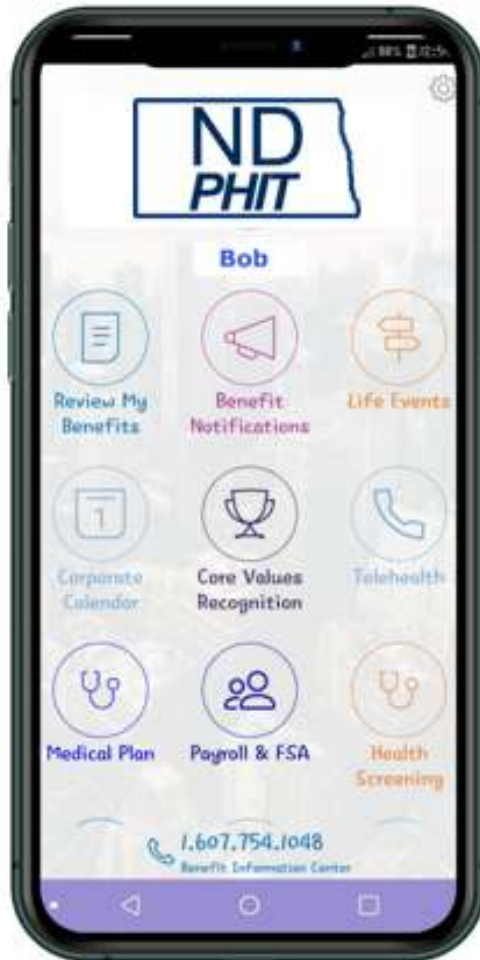 ND
PHIT
Bob
Review My
Benefits
Benefit
Notifications
Life Events
1
Corporate
Calendar
Core Values
Recognition
Telehealth
Medical Plan
Payroll & FSA
Health
Screening
1.607.754.1048
Benefit Information Center